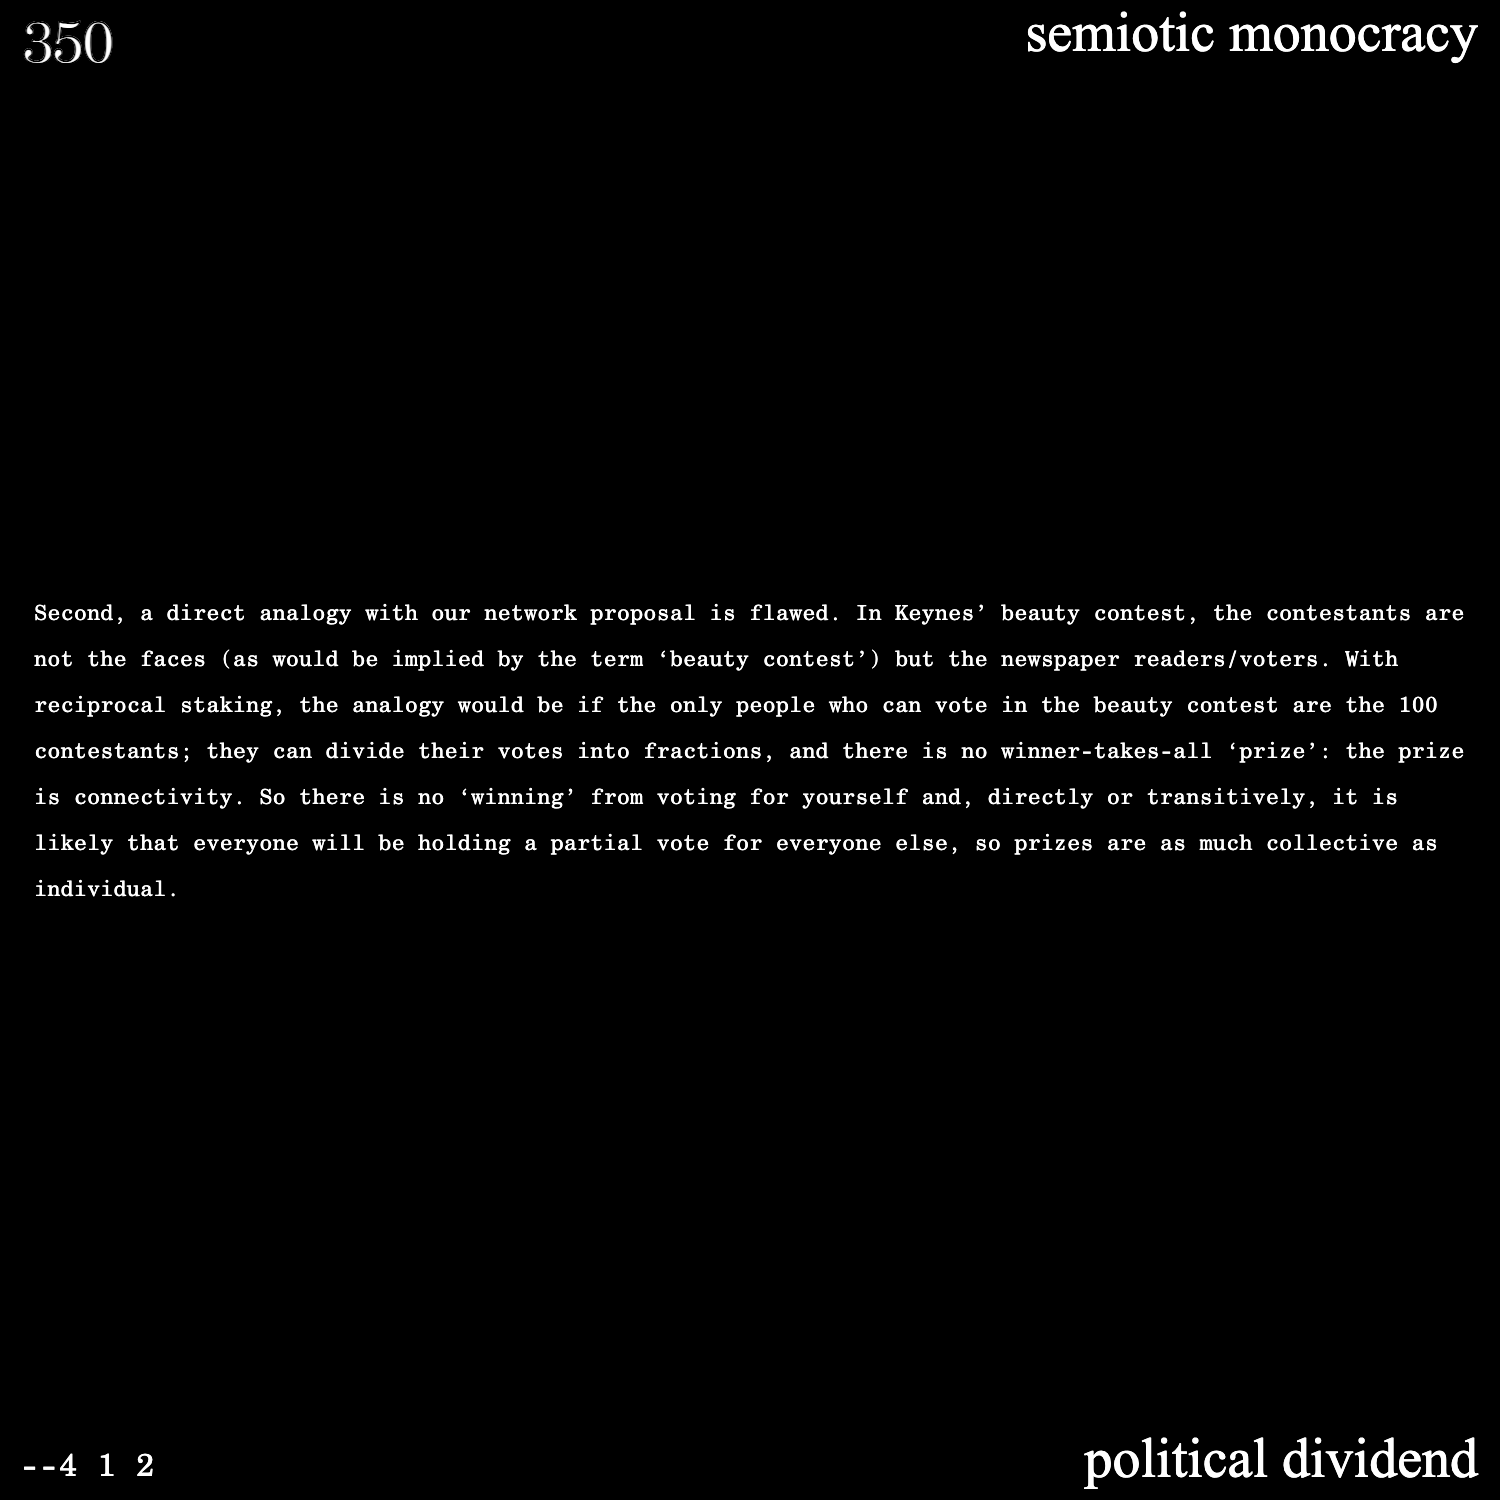 350
semiotic monocracy
Second, a direct analogy with our network proposal is flawed. In Keynes’ beauty contest, the contestants are
not the faces (as would be implied by the term ‘beauty contest’) but the newspaper readers/voters. With
reciprocal staking, the analogy would be if the only people who can vote in the beauty contest are the 100
contestants; they can divide their votes into fractions, and there is no winner-takes-all ‘prize’: the prize
is connectivity. So there is no ‘winning’ from voting for yourself and, directly or transitively, it is
likely that everyone will be holding a partial vote for everyone else, so prizes are as much collective as
individual.
--4 1 2
political dividend